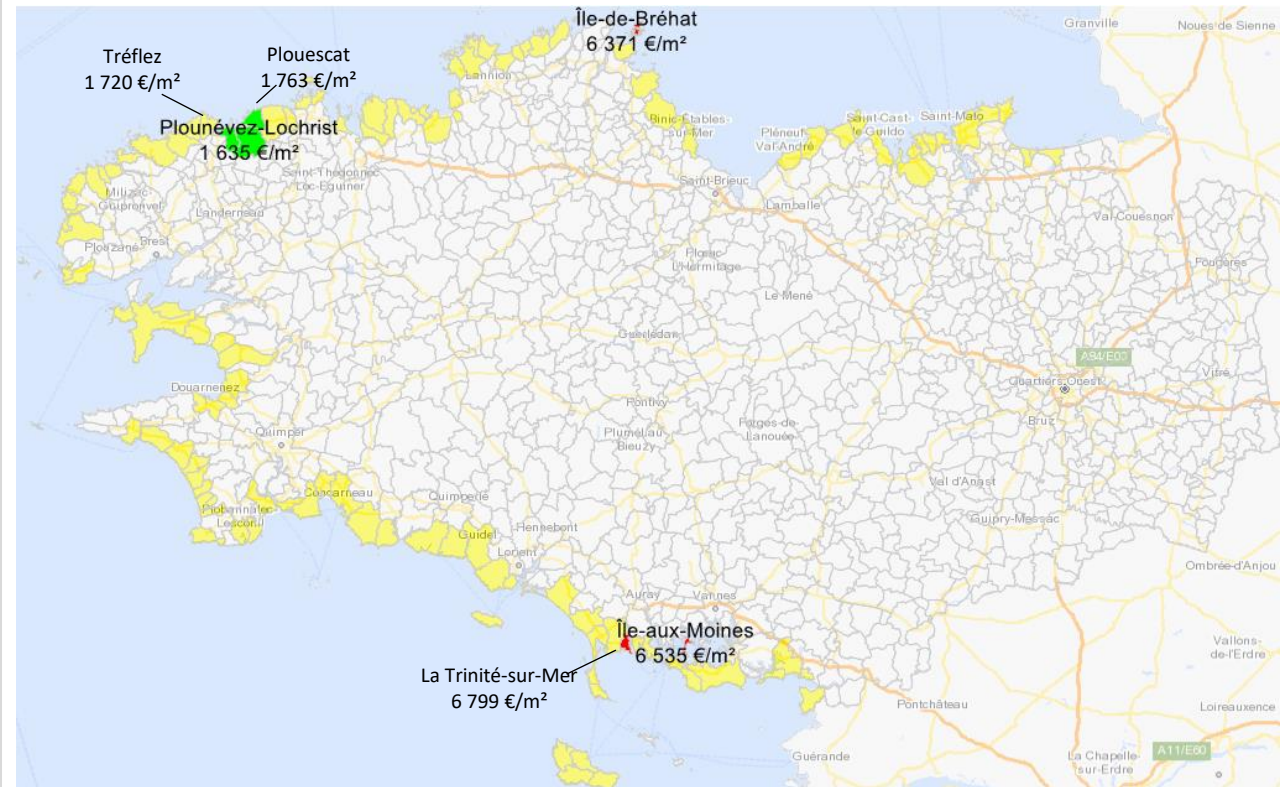 Île-de-Bréhat
6 371 €/m²
Granville
Noues de Sienne
Tréflez
1 720 €/m²
Plouescat
1 763 €/m²
Lannion
Plounévez-Lochrist
1 635 €/m²
Binic-Étables-
sur-Mer
Pléneuf-
Val-André
Saint-Cast-
le-Guildo
Saint-Malo
Saint-Thégonnec
Loc-Eguiner
Saint-Brieuc
Milizac-
Guipronvel
Landerneau
Lamballe
Val-Couesnon
Plouzané
Brest
Plœuc-
L'Hermitage
Fougères
Le Mené
Guerlédan
A84/E03
Douarnenez
Quartiers Ouest
Vitré
Pontivy
Quimper
Pluméliau-
Bieuzy
Forges-de-
Lanouée
Bruz
Concarneau
Quimperlé
Val d'Anast
Plobannalec-
Lesconil
Guidel
Hennebont
Guipry-Messac
Lorient
Ombrée-d'Anjou
Auray
Vannes
Île-aux-Moines
6 535 €/m²
Vallons-
de-l'Erdre
La Trinité-sur-Mer
6 799 €/m²
Pontchâteau
Loireauxence
Guérande
La Chapelle-
sur-Erdre
A11/E60